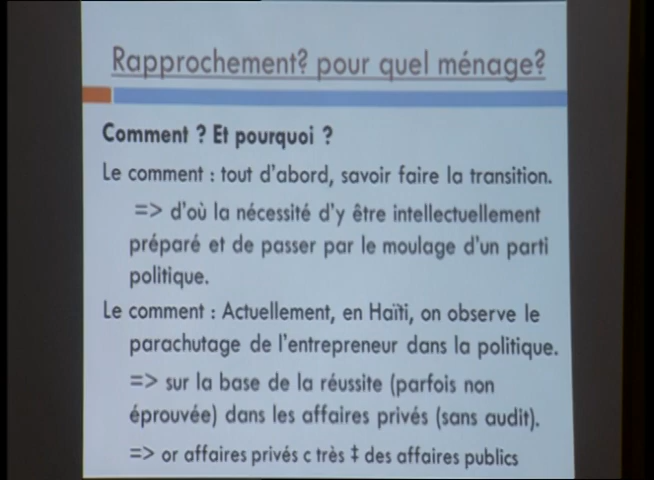 Rapprochement? pour quel ménage?
Comment ? Et pourquoi ?
Le comment : tout d'abord, savoir faire la transition.
=> d'où la nécessité d'y être intellectuellement
préparé et de passer par le moulage d'un parti
politique.
Le comment : Actuellement, en Haïti, on observe le
parachutage de l'entrepreneur dans la politique.
=> sur la base de la réussite (parfois non
éprouvée) dans les affaires privés (sans audit).
=> or affaires privés c très ‡ des affaires publics